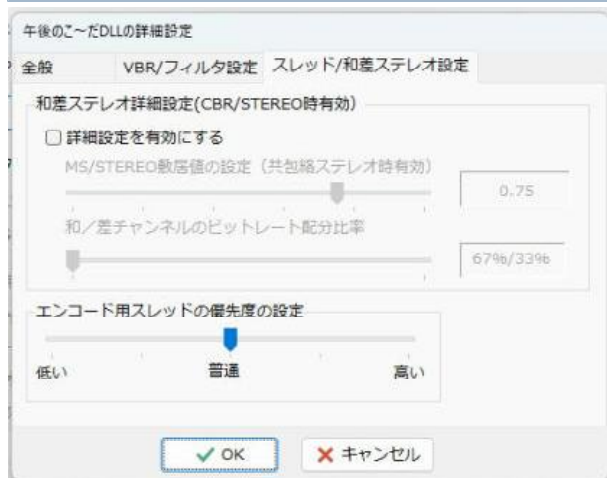 午後のこ～だDLLの詳細設定
全般 VBR/フィルタ設定 スレッド/和差ステレオ設定
和差ステレオ詳細設定(CBR/STEREO時有効)
詳細設定を有効にする
MS/STEREO敷居値の設定（共包絡ステレオ時有効）
0.75
和／差チャンネルのビットレート配分比率
67%/33%
エンコード用スレッドの優先度の設定
低い 普通 高い
OK キャンセル